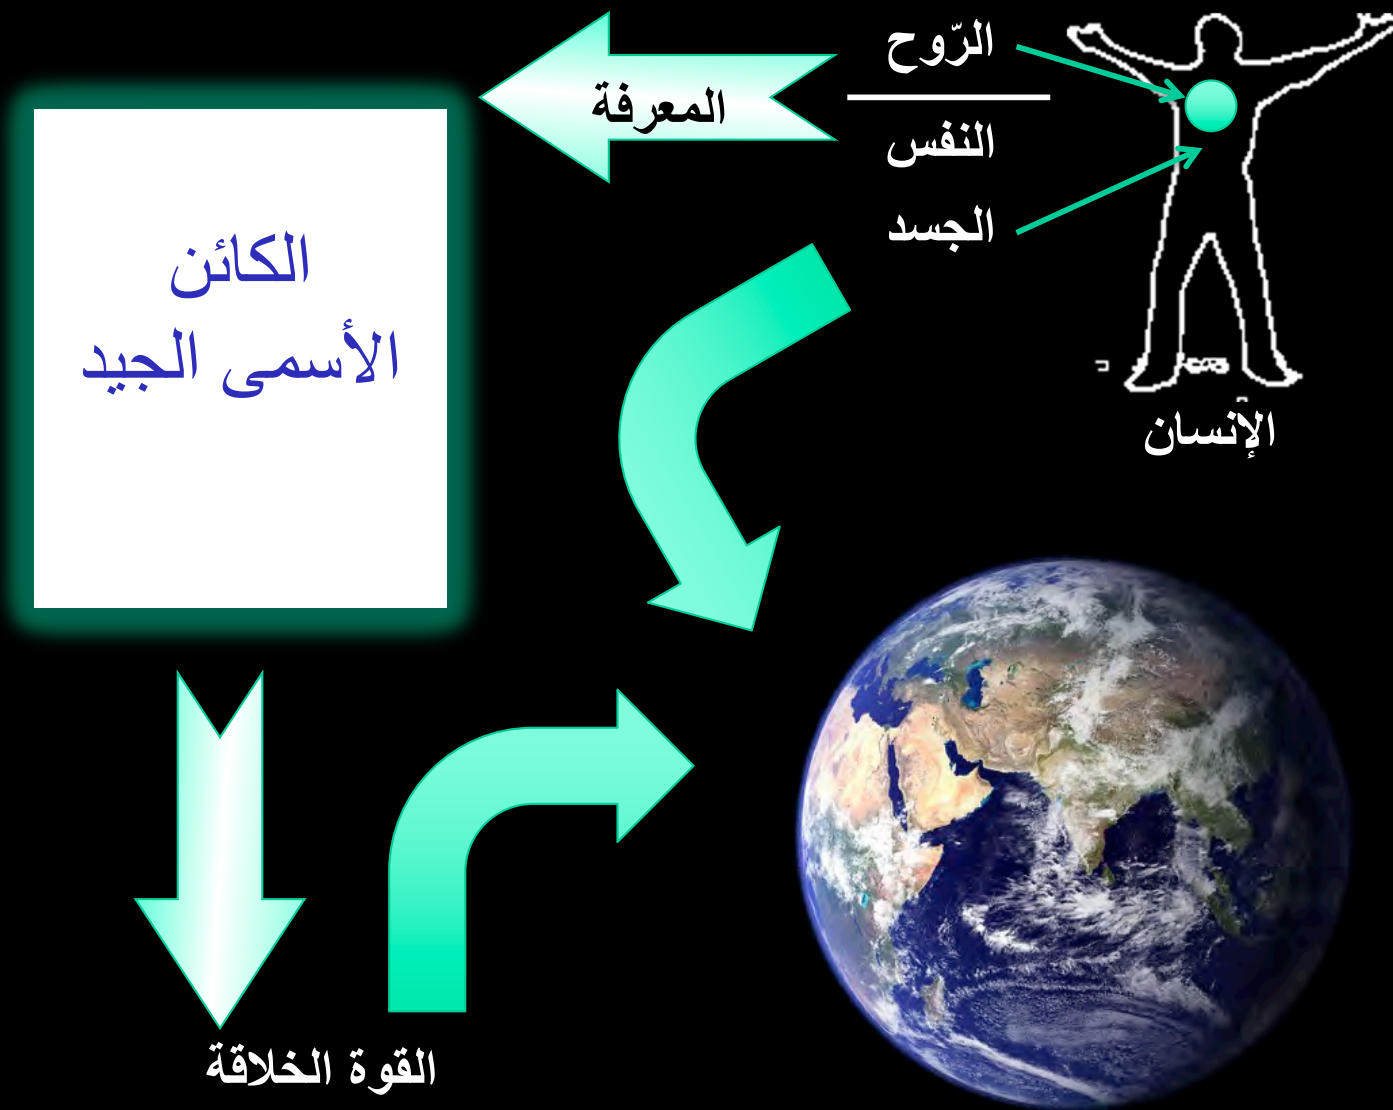 الرّوح
النفس
الجسد
المعرفة
الكائن
الأسمى الجيد
الإنسان
القوة الخلاقة